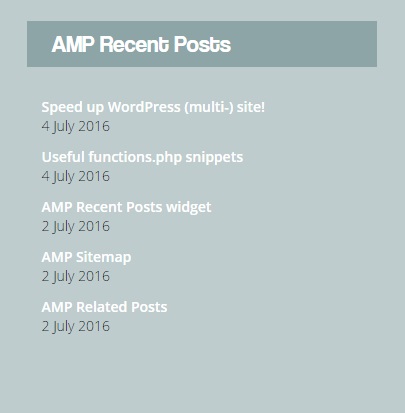 AMP Recent Posts
Speed up WordPress (multi-) site!
4 July 2016
Useful functions.php snippets
4 July 2016
AMP Recent Posts widget
2 July 2016
AMP Sitemap
2 July 2016
AMP Related Posts
2 July 2016